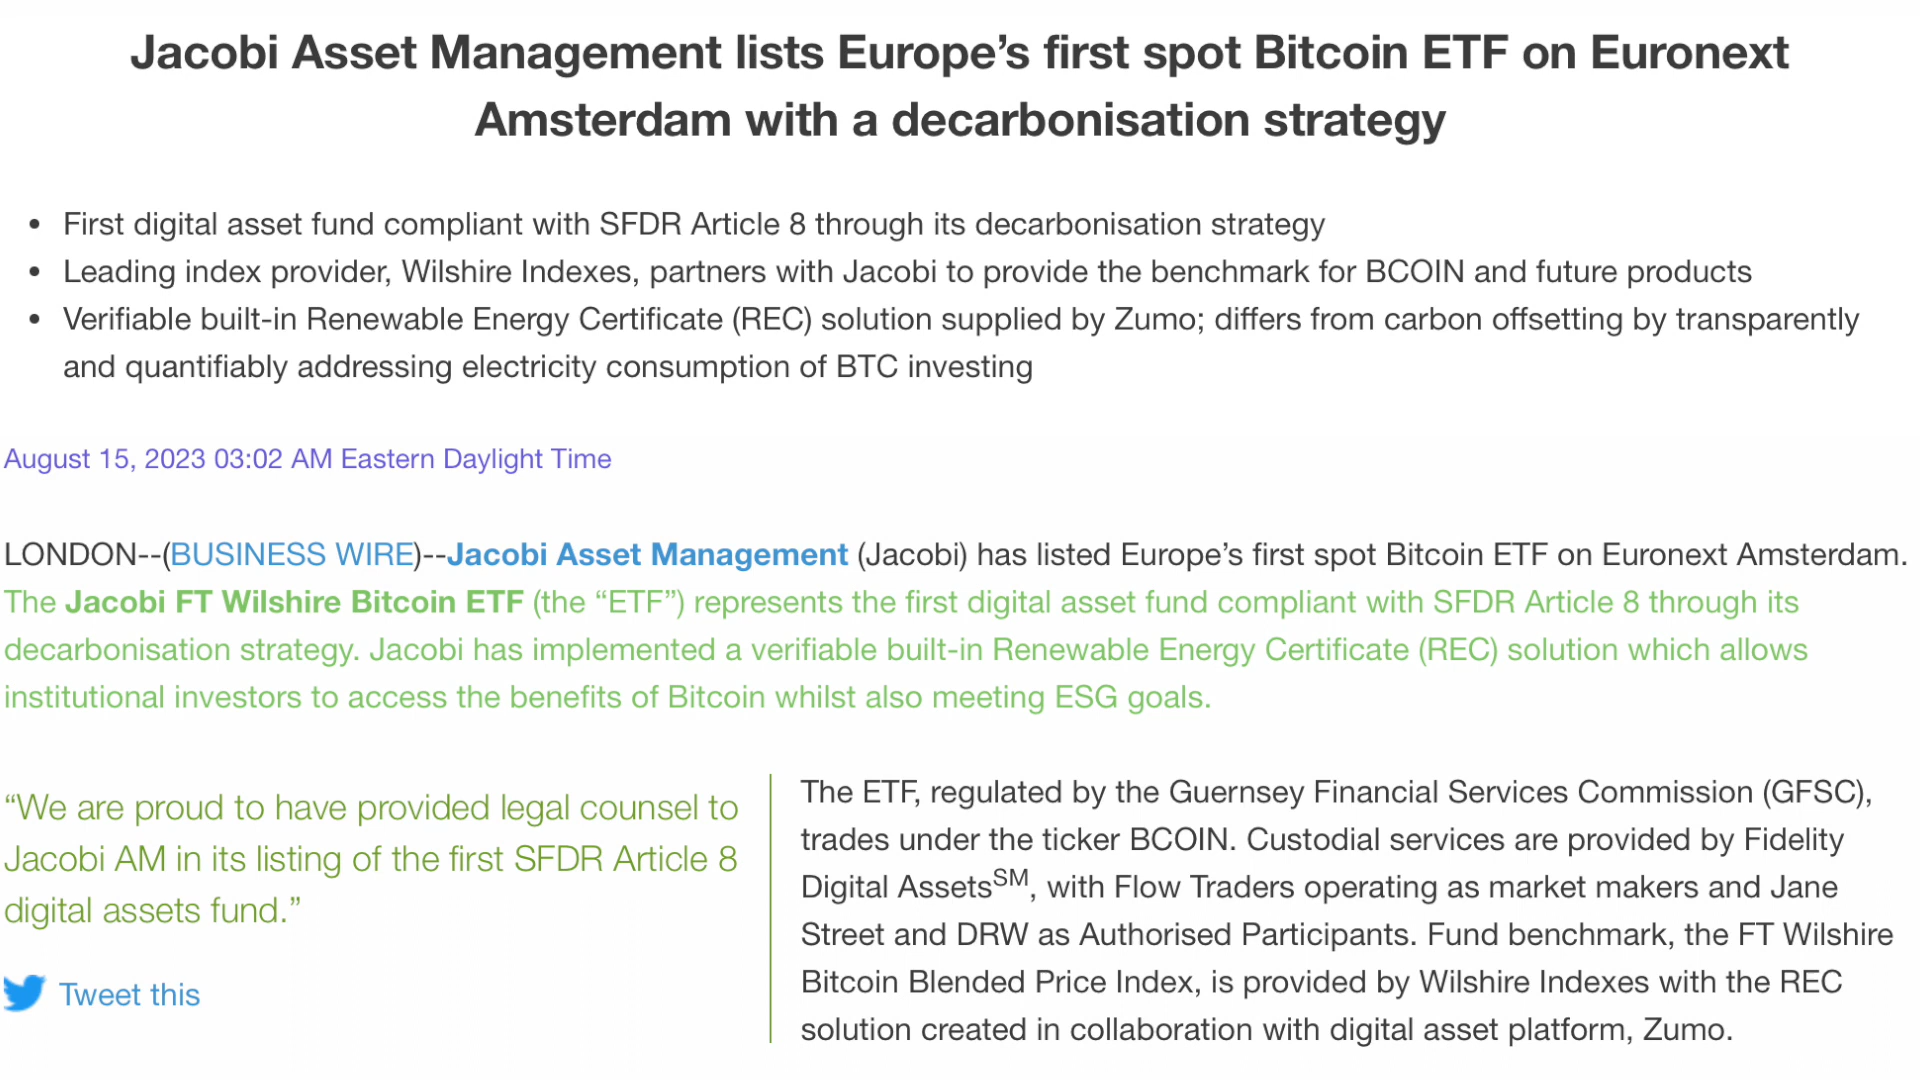 Jacobi Asset Management lists Europe’s first spot Bitcoin ETF on Euronext
Amsterdam with a decarbonisation strategy
• First digital asset fund compliant with SFDR Article 8 through its decarbonisation strategy
• Leading index provider, Wilshire Indexes, partners with Jacobi to provide the benchmark for BCOIN and future products
• Verifiable built-in Renewable Energy Certificate (REC) solution supplied by Zumo; differs from carbon offsetting by transparently
and quantifiably addressing electricity consumption of BTC investing
August 15, 2023 03:02 AM Eastern Daylight Time
LONDON--(BUSINESS WIRE)--Jacobi Asset Management (Jacobi) has listed Europe’s first spot Bitcoin ETF on Euronext Amsterdam.
The Jacobi FT Wilshire Bitcoin ETF (the “ETF”) represents the first digital asset fund compliant with SFDR Article 8 through its
decarbonisation strategy. Jacobi has implemented a verifiable built-in Renewable Energy Certificate (REC) solution which allows
institutional investors to access the benefits of Bitcoin whilst also meeting ESG goals.
“We are proud to have provided legal counsel to
Jacobi AM in its listing of the first SFDR Article 8
digital assets fund.”
Tweet this
The ETF, regulated by the Guernsey Financial Services Commission (GFSC),
trades under the ticker BCOIN. Custodial services are provided by Fidelity
Digital AssetsSM, with Flow Traders operating as market makers and Jane
Street and DRW as Authorised Participants. Fund benchmark, the FT Wilshire
Bitcoin Blended Price Index, is provided by Wilshire Indexes with the REC
solution created in collaboration with digital asset platform, Zumo.